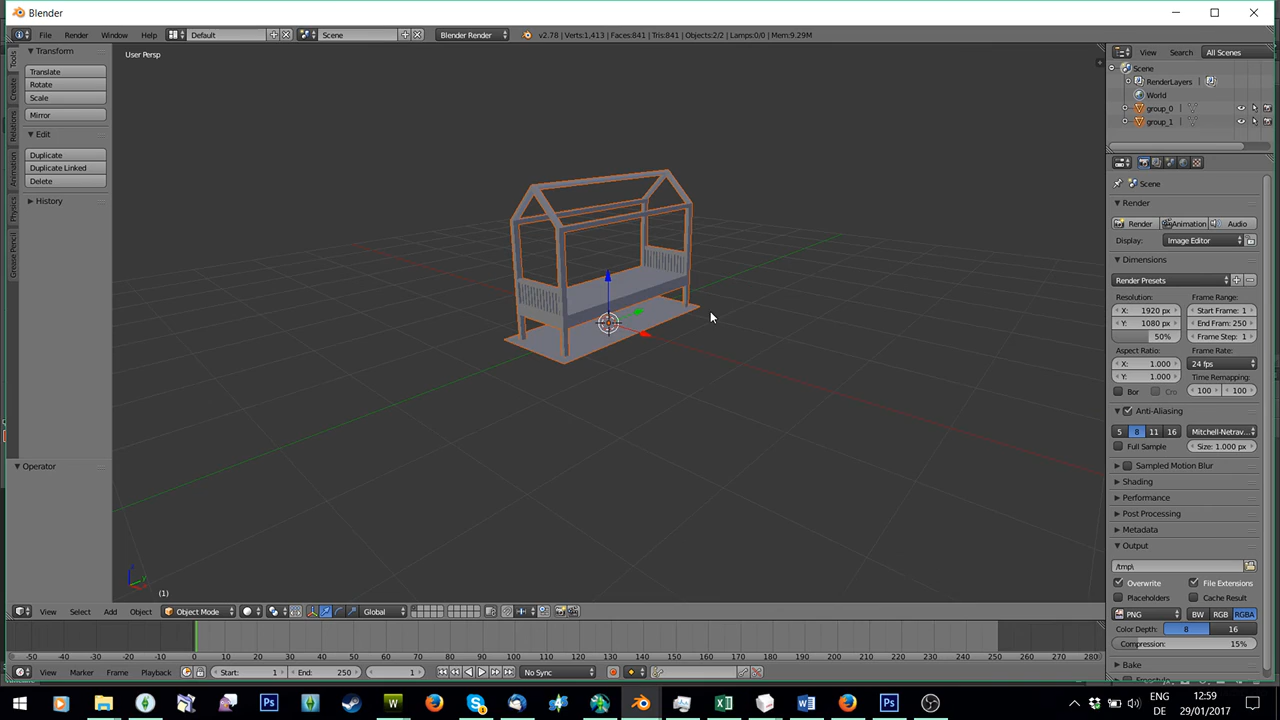 Blender
File Render Window Help Default Scene Blender Render v2.78 | Verts:1,413 | Faces:841 | Tris:841 | Objects:2/2 | Lamps:0/0 | Mem:9.29M
Tools
Create
Relations
Animation
Physics
Grease Pencil
Transform
Translate
Rotate
Scale
Mirror
Edit
Duplicate
Duplicate Linked
Delete
History
Operator
User Persp
(1)
View Search All Scenes
Scene
RenderLayers
World
group_0
group_1
Scene
Render
Render Animation Audio
Display: Image Editor
Dimensions
Render Presets
Resolution: Frame Range:
X: 1920 px Start Frame: 1
Y: 1080 px End Fram: 250
50% Frame Step: 1
Aspect Ratio: Frame Rate:
X: 1.000 24 fps
Y: 1.000 Time Remapping:
Bor Cro 100 100
Anti-Aliasing
5 8 11 16 Mitchell-Netrav...
Full Sample Size: 1.000 px
Sampled Motion Blur
Shading
Performance
Post Processing
Metadata
Output
/tmp\
Overwrite File Extensions
Placeholders Cache Result
PNG BW RGB RGBA
Color Depth: 8 16
Compression: 15%
Bake
View Select Add Object Object Mode Global
-50 -40 -30 -20 -10 0 10 20 30 40 50 60 70 80 90 100 110 120 130 140 150 160 170 180 190 200 210 220 230 240 250 260 270 280
View Marker Frame Playback Start: 1 End: 250 1 No Sync
ENG 12:59
DE 29/01/2017